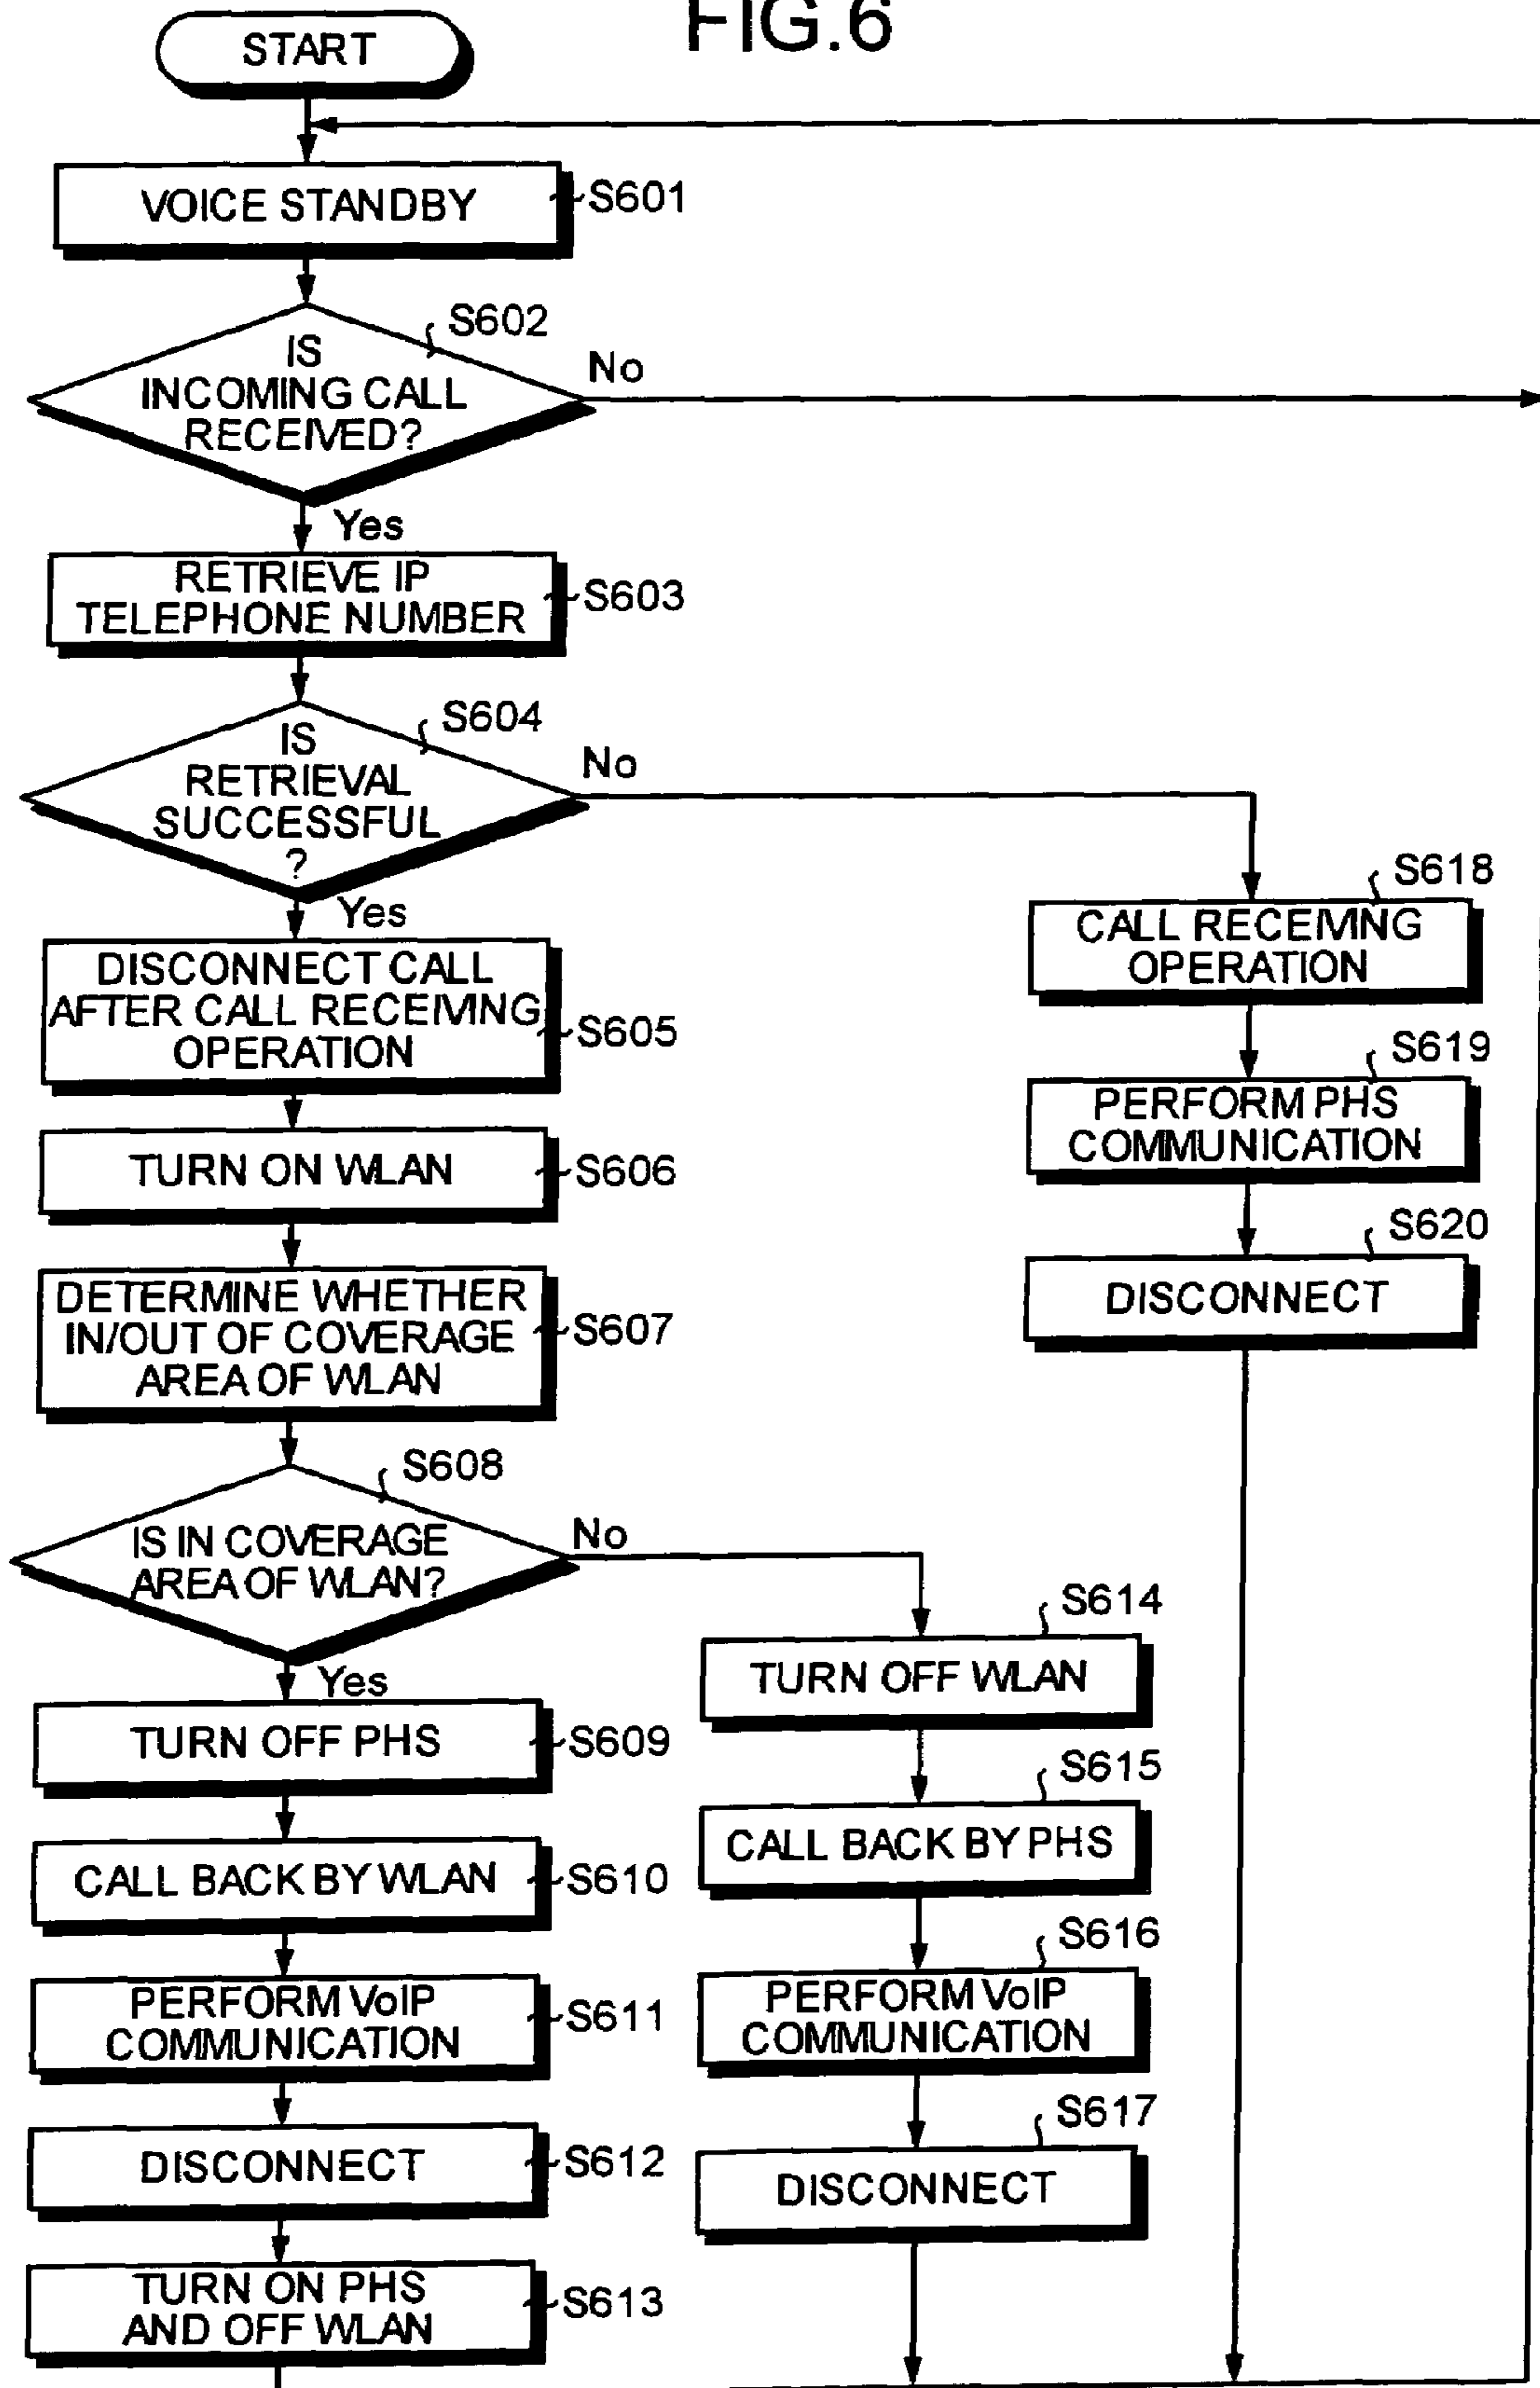 FIG.6
START
VOICE STANDBY
S601
S602
IS
INCOMING CALL
RECEIVED?
No
Yes
RETRIEVE IP
TELEPHONE NUMBER
S603
S604
IS
RETRIEVAL
SUCCESSFUL
?
No
Yes
DISCONNECT CALL
AFTER CALL RECEIVING
OPERATION
S605
TURN ON WLAN
S606
DETERMINE WHETHER
IN/OUT OF COVERAGE
AREA OF WLAN
S607
S608
IS IN COVERAGE
AREA OF WLAN?
No
Yes
TURN OFF PHS
S609
CALL BACK BY WLAN
S610
PERFORM VoIP
COMMUNICATION
S611
DISCONNECT
S612
TURN ON PHS
AND OFF WLAN
S613
S614
TURN OFF WLAN
S615
CALL BACK BY PHS
S616
PERFORM VoIP
COMMUNICATION
S617
DISCONNECT
S618
CALL RECEIVING
OPERATION
S619
PERFORM PHS
COMMUNICATION
S620
DISCONNECT